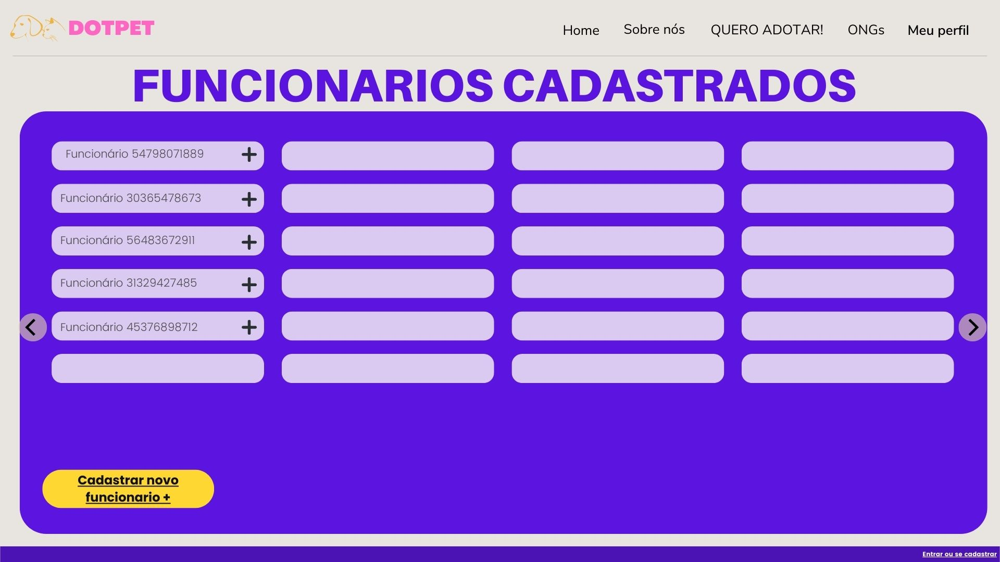 DOTPET
Home
Sobre nós
QUERO ADOTAR!
ONGs
Meu perfil
FUNCIONARIOS CADASTRADOS
Funcionário 54798071889
Funcionário 30365478673
Funcionário 56483672911
Funcionário 31329427485
Funcionário 45376898712
Cadastrar novo
funcionario +
Entrar ou se cadastrar